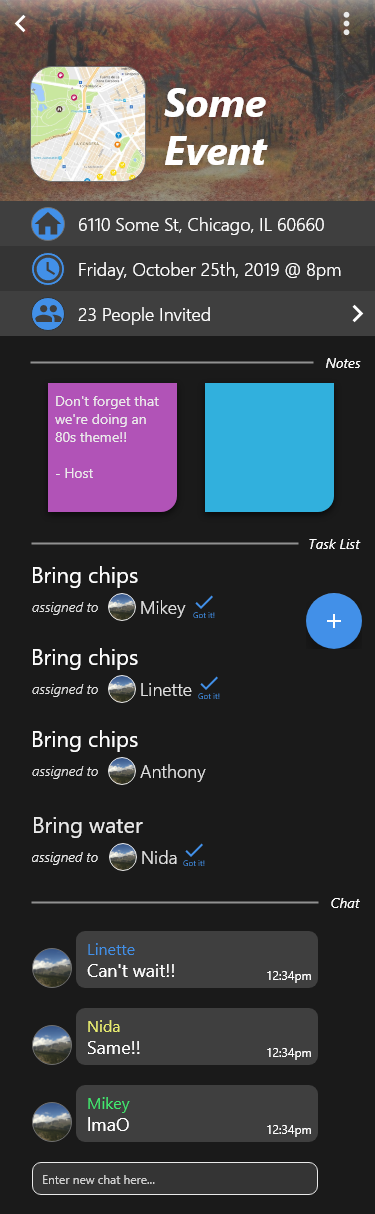 Some
Event
6110 Some St, Chicago, IL 60660
Friday, October 25th, 2019 @ 8pm
23 People Invited
Notes
Don't forget that
we're doing an
80s theme!!
- Host
Task List
Bring chips
assigned to Mikey Got it!
Bring chips
assigned to Linette Got it!
Bring chips
assigned to Anthony
Bring water
assigned to Nida Got it!
Chat
Linette
Can't wait!!
12:34pm
Nida
Same!!
12:34pm
Mikey
lmaO
12:34pm
Enter new chat here...